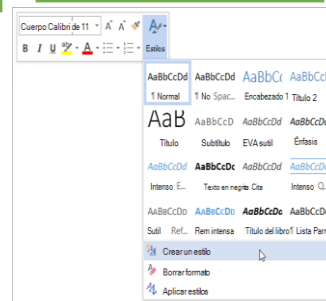 Cuerpo Calibri de 11 A A A
B I U aby A Estilos
AaBbCcDd AaBbCcDd AaBbCc AaBbCcD
¶ Normal ¶ No Spac... Encabezado 1 Título 2
AaB AaBbCcD AaBbCcDd AaBbCcDd
Título Subtítulo EVA sutil Énfasis
AaBbCcDd AaBbCcDc AaBbCcDd AaBbCcDd
Intenso E... Texto en negrita Cita Intenso Q...
AABBCCDD AABBCCDD AaBbCcDd AaBbCcDd
Sutil Ref... Rem intensa Título del libro ¶ Lista Parr
Crear un estilo
Borrar formato
Aplicar estilos